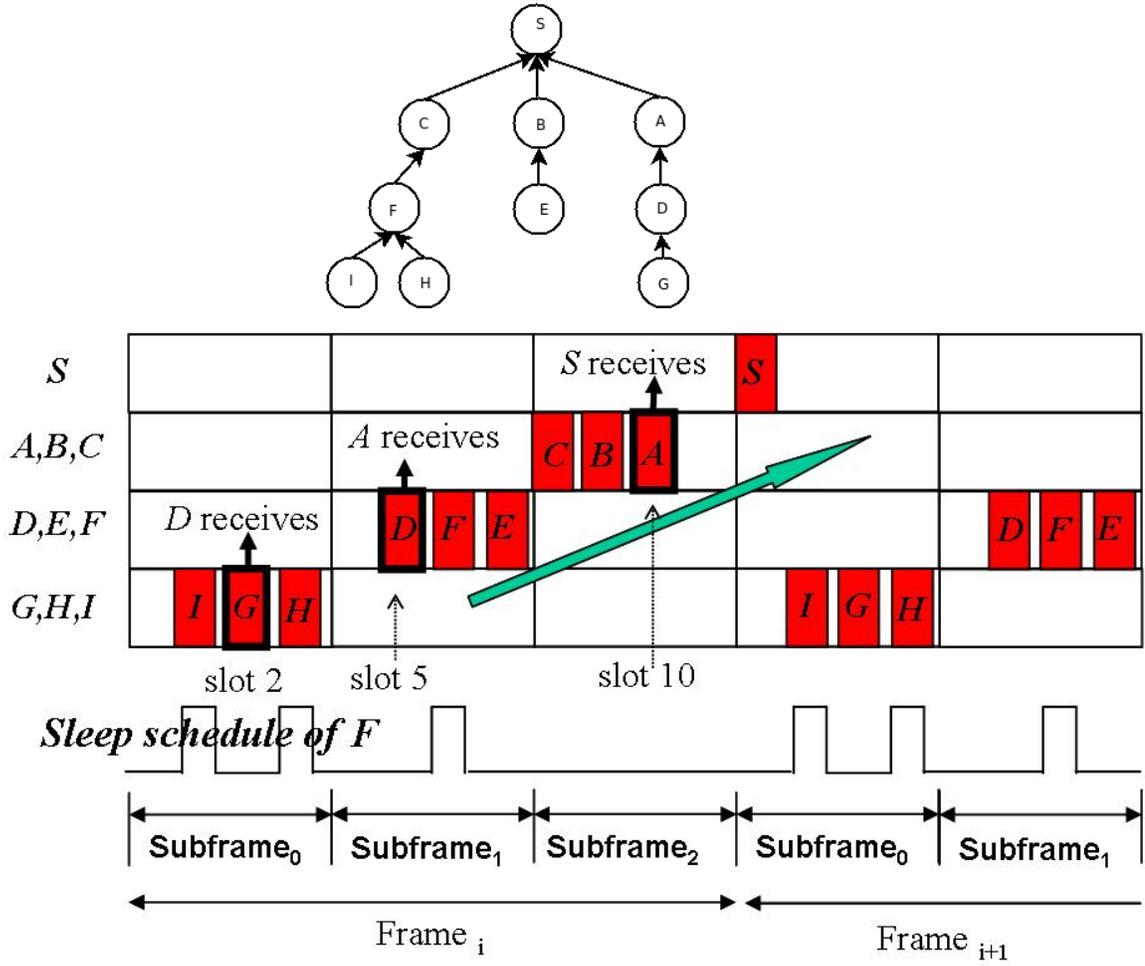 S
C B A
F E D
I H G
S S receives S
A,B,C A receives C B A
D,E,F D receives D F E D F E
G,H,I I G H I G H
slot 2 slot 5 slot 10
Sleep schedule of F
Subframe0 Subframe1 Subframe2 Subframe0 Subframe1
Frame i Frame i+1